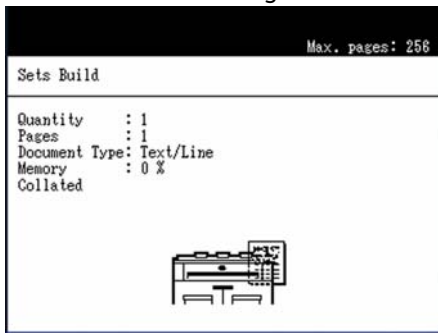 Max. pages: 256
Sets Build
Quantity : 1
Pages : 1
Document Type: Text/Line
Memory : 0 %
Collated